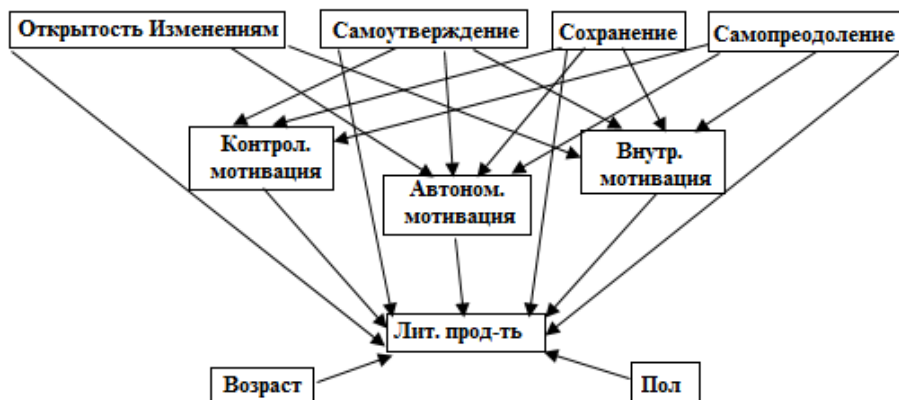 Открытость Изменениям
Самоутверждение
Сохранение
Самопреодоление
Контрол.
мотивация
Автоном.
мотивация
Внутр.
мотивация
Лит. прод-ть
Возраст
Пол